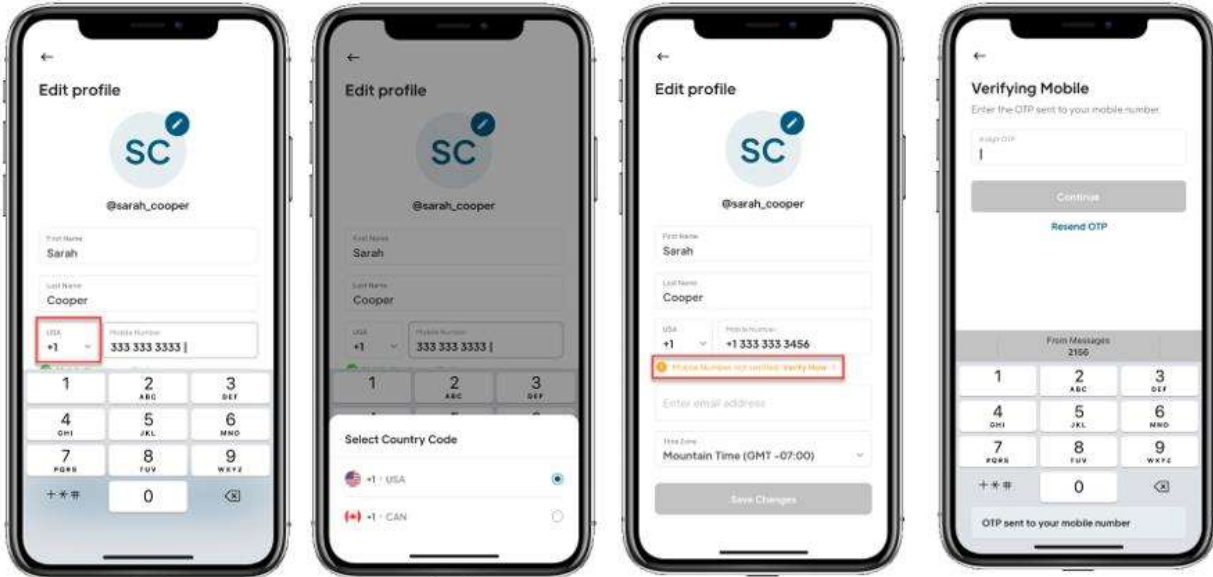 ←
Edit profile
SC
@sarah_cooper
First Name
Sarah
Last Name
Cooper
USA
+1
Mobile Number
333 333 3333
1
2
ABC
3
DEF
4
GHI
5
JKL
6
MNO
7
PQRS
8
TUV
9
WXYZ
+*#
0
←
Edit profile
SC
@sarah_cooper
First Name
Sarah
Last Name
Cooper
USA
+1
Mobile Number
333 333 3333
1
2
ABC
3
DEF
Select Country Code
+1 · USA
+1 · CAN
←
Edit profile
SC
@sarah_cooper
First Name
Sarah
Last Name
Cooper
USA
+1
Mobile Number
+1 333 333 3456
Mobile Number not verified Verify Now
Enter email address
Time Zone
Mountain Time (GMT -07:00)
Save Changes
←
Verifying Mobile
Enter the OTP sent to your mobile number
OTP
Continue
Resend OTP
From Messages
2156
1
2
ABC
3
DEF
4
GHI
5
JKL
6
MNO
7
PQRS
8
TUV
9
WXYZ
+*#
0
OTP sent to your mobile number